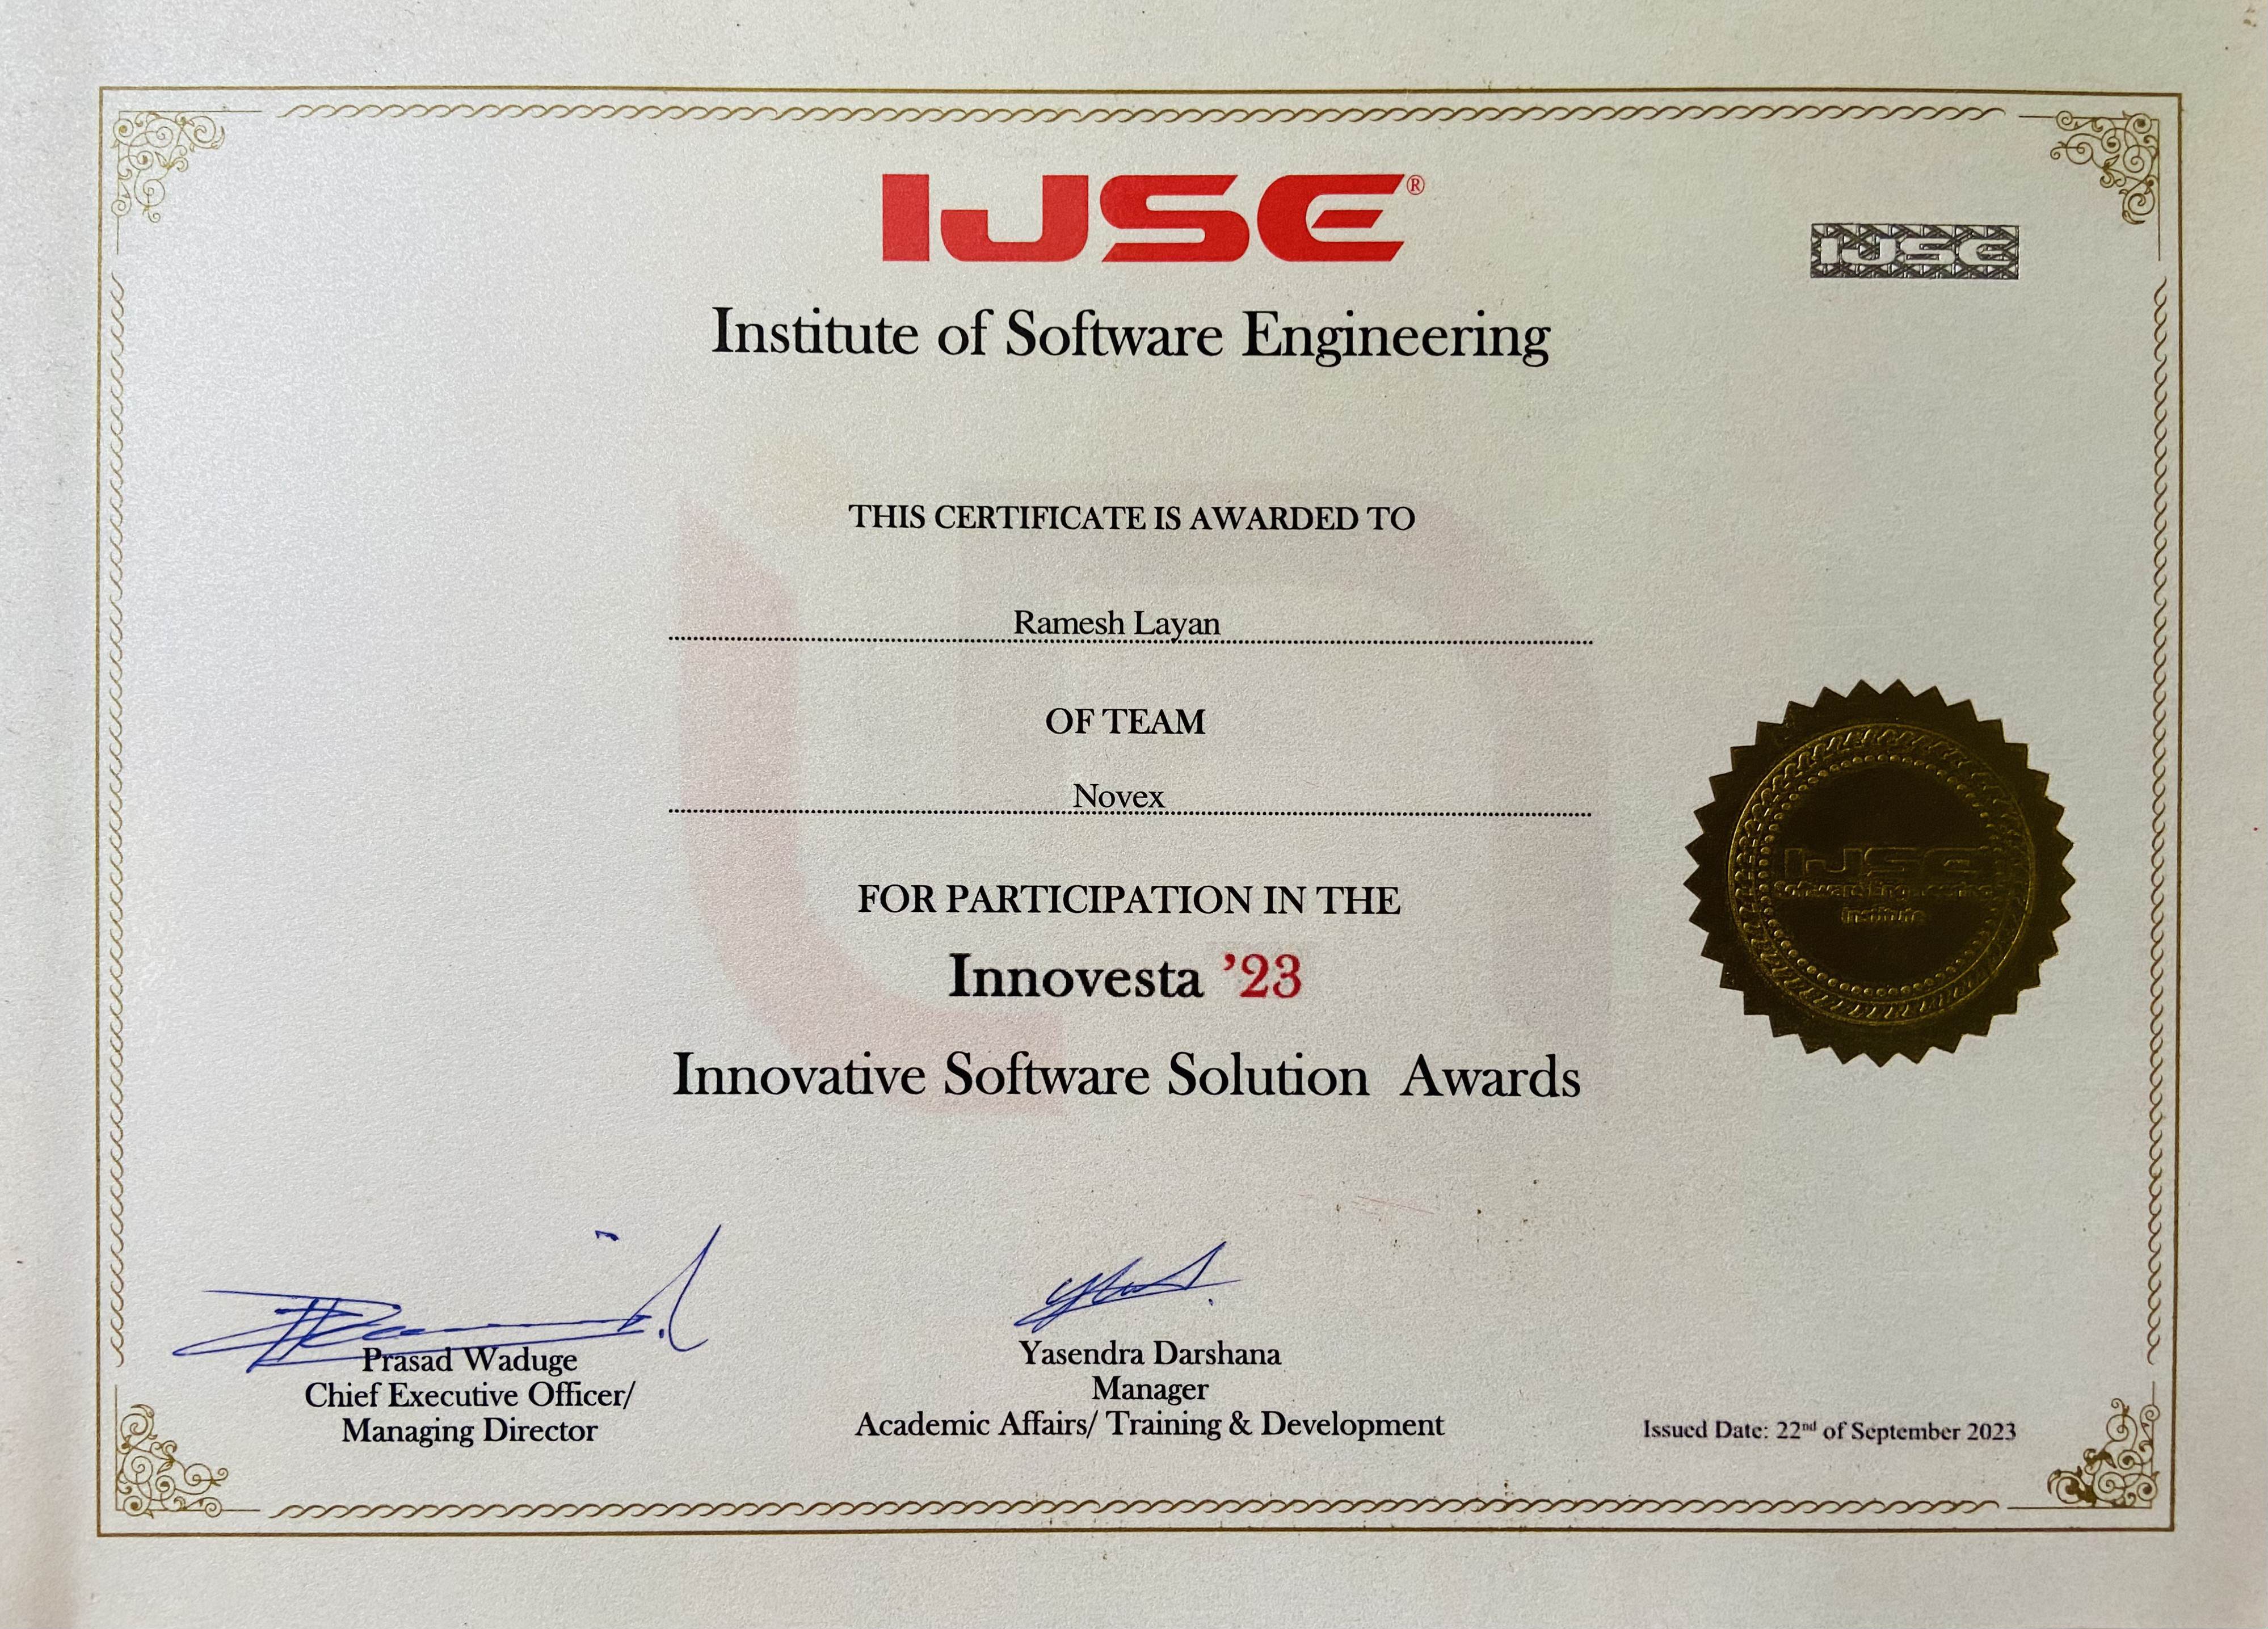 IJSE®
IJSE
Institute of Software Engineering
THIS CERTIFICATE IS AWARDED TO
Ramesh Layan
OF TEAM
Novex
FOR PARTICIPATION IN THE
Innovesta ’23
Innovative Software Solution Awards
IJSE
Software Engineering
Institute
Prasad Waduge
Chief Executive Officer/
Managing Director
Yasendra Darshana
Manager
Academic Affairs/ Training & Development
Issued Date: 22nd of September 2023